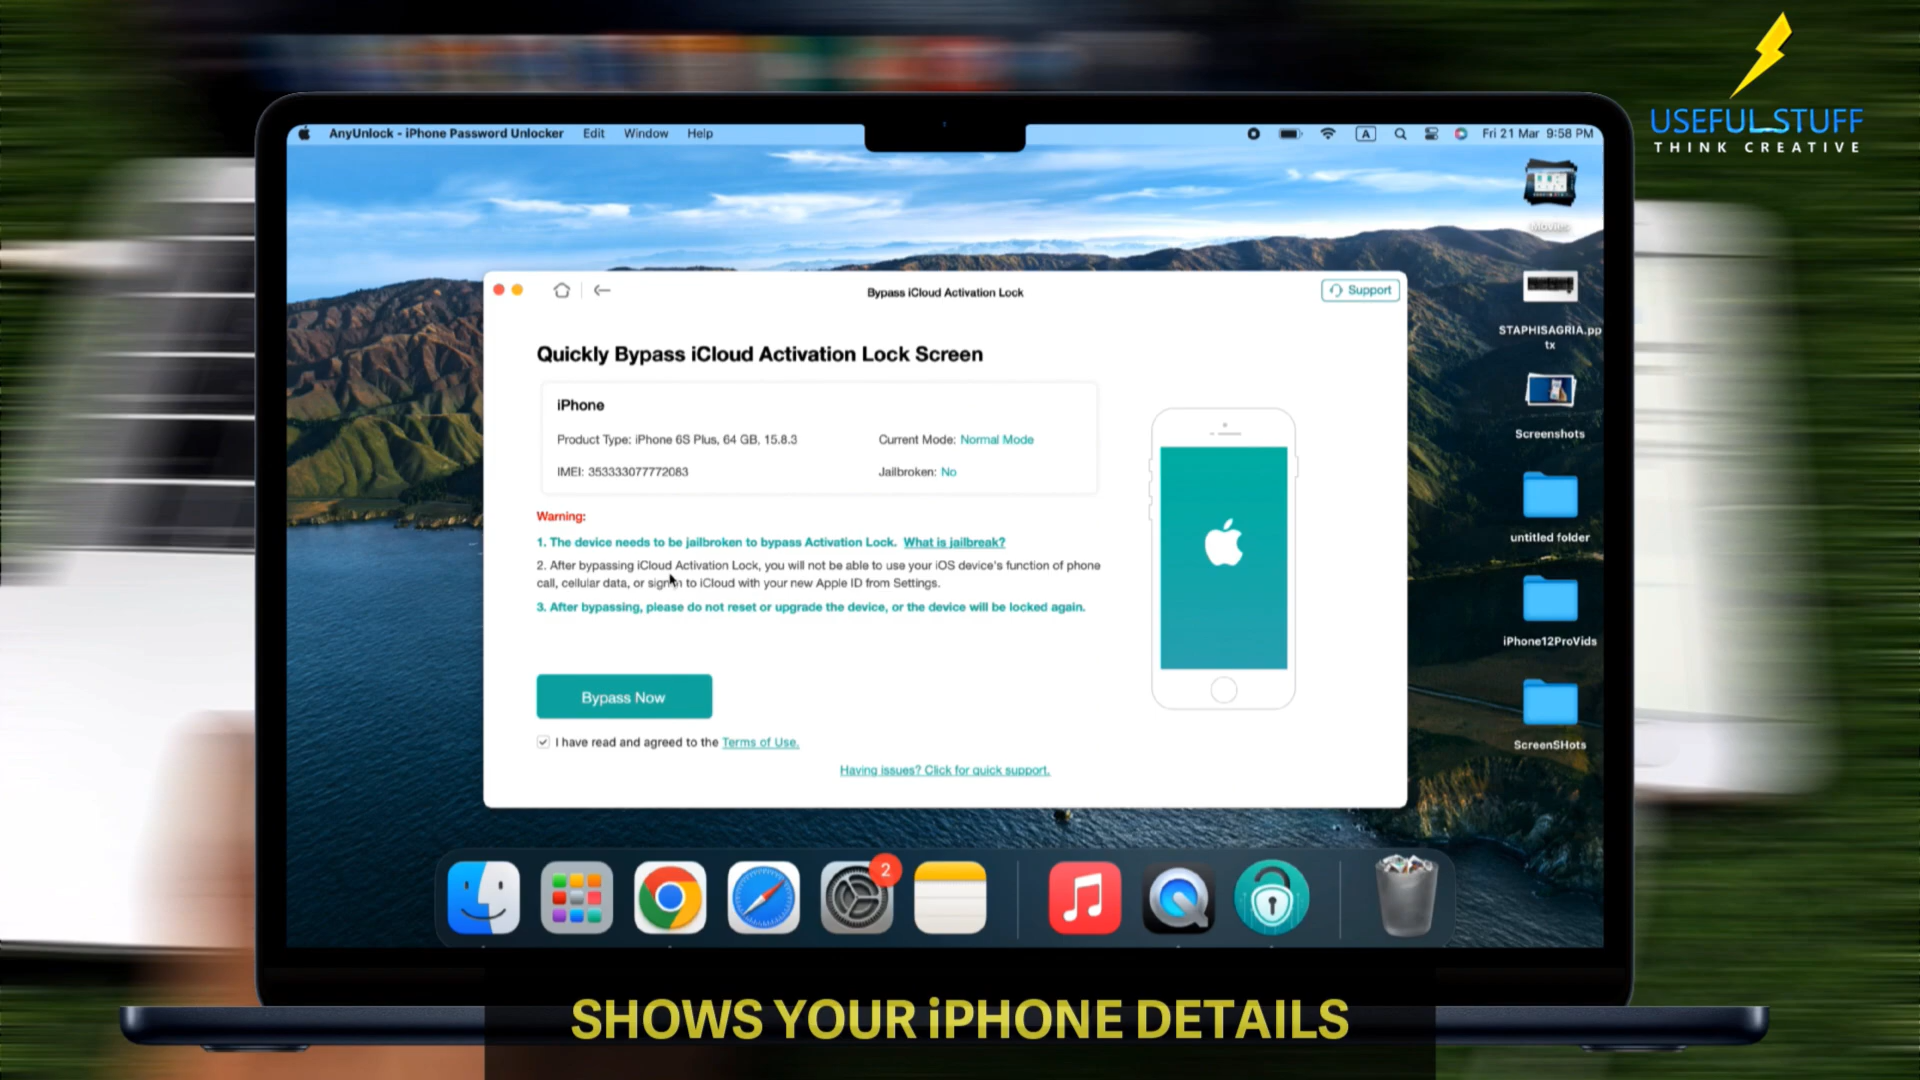 USEFUL_STUFF
THINK CREATIVE
AnyUnlock - iPhone Password Unlocker Edit Window Help
A Fri 21 Mar 9:58 PM
Movies
Bypass iCloud Activation Lock
Support
STAPHISAGRIA.pp
tx
Quickly Bypass iCloud Activation Lock Screen
iPhone
Product Type: iPhone 6S Plus, 64 GB, 15.8.3
Current Mode: Normal Mode
IMEI: 353333077772083
Jailbroken: No
Screenshots
Warning:
1. The device needs to be jailbroken to bypass Activation Lock. What is jailbreak?
2. After bypassing iCloud Activation Lock, you will not be able to use your iOS device's function of phone
call, cellular data, or sign in to iCloud with your new Apple ID from Settings.
3. After bypassing, please do not reset or upgrade the device, or the device will be locked again.
untitled folder
iPhone12ProVids
Bypass Now
I have read and agreed to the Terms of Use.
ScreenSHots
Having issues? Click for quick support.
2
SHOWS YOUR iPHONE DETAILS